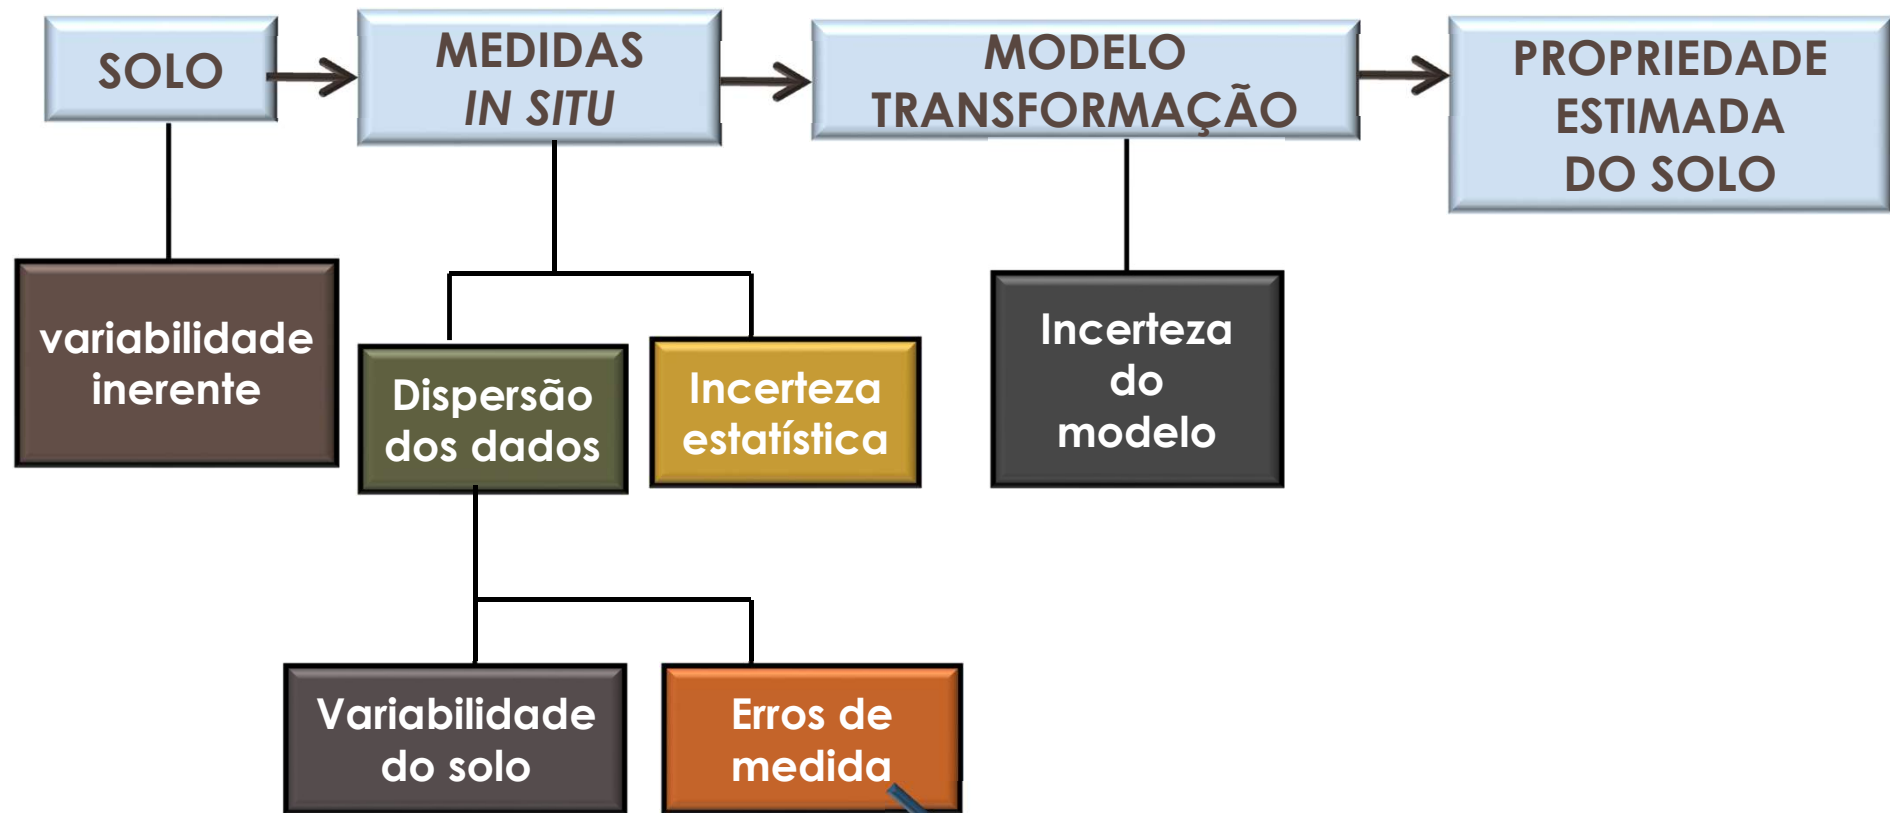 SOLO
MEDIDAS
IN SITU
MODELO
TRANSFORMAÇÃO
PROPRIEDADE
ESTIMADA
DO SOLO
variabilidade
inerente
Dispersão
dos dados
Incerteza
estatística
Incerteza
do
modelo
Variabilidade
do solo
Erros de
medida